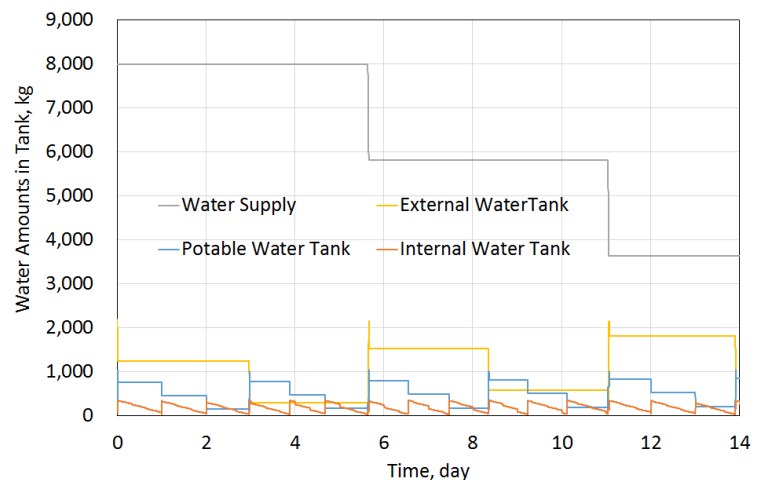 9,000
8,000
7,000
6,000
5,000
4,000
3,000
2,000
1,000
0
Water Amounts in Tank, kg
Water Supply
External WaterTank
Potable Water Tank
Internal Water Tank
0 2 4 6 8 10 12 14
Time, day